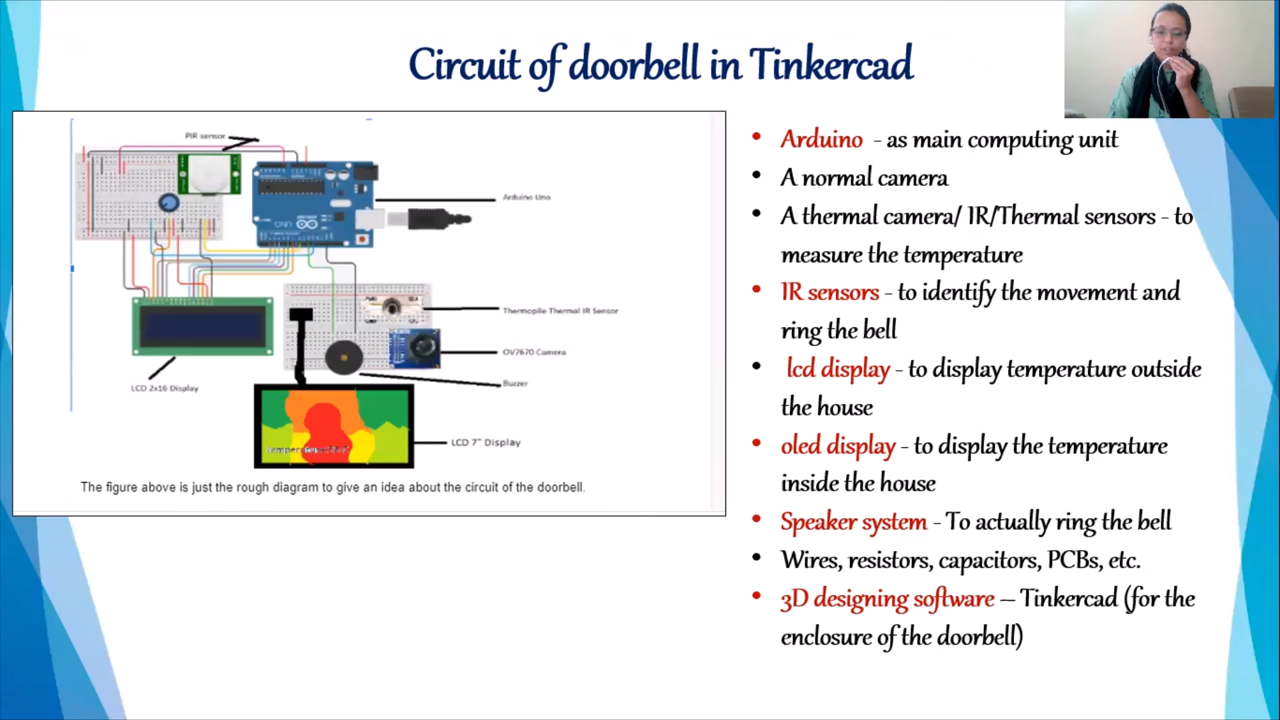 Circuit of doorbell in Tinkercad
PIR sensor
Arduino Uno
Thermopile Thermal IR Sensor
OV7670 Camera
Buzzer
LCD 2x16 Display
LCD 7" Display
The figure above is just the rough diagram to give an idea about the circuit of the doorbell.
• Arduino - as main computing unit
• A normal camera
• A thermal camera/ IR/Thermal sensors - to
measure the temperature
• IR sensors - to identify the movement and
ring the bell
• lcd display - to display temperature outside
the house
• oled display - to display the temperature
inside the house
• Speaker system - To actually ring the bell
• Wires, resistors, capacitors, PCBs, etc.
• 3D designing software – Tinkercad (for the
enclosure of the doorbell)